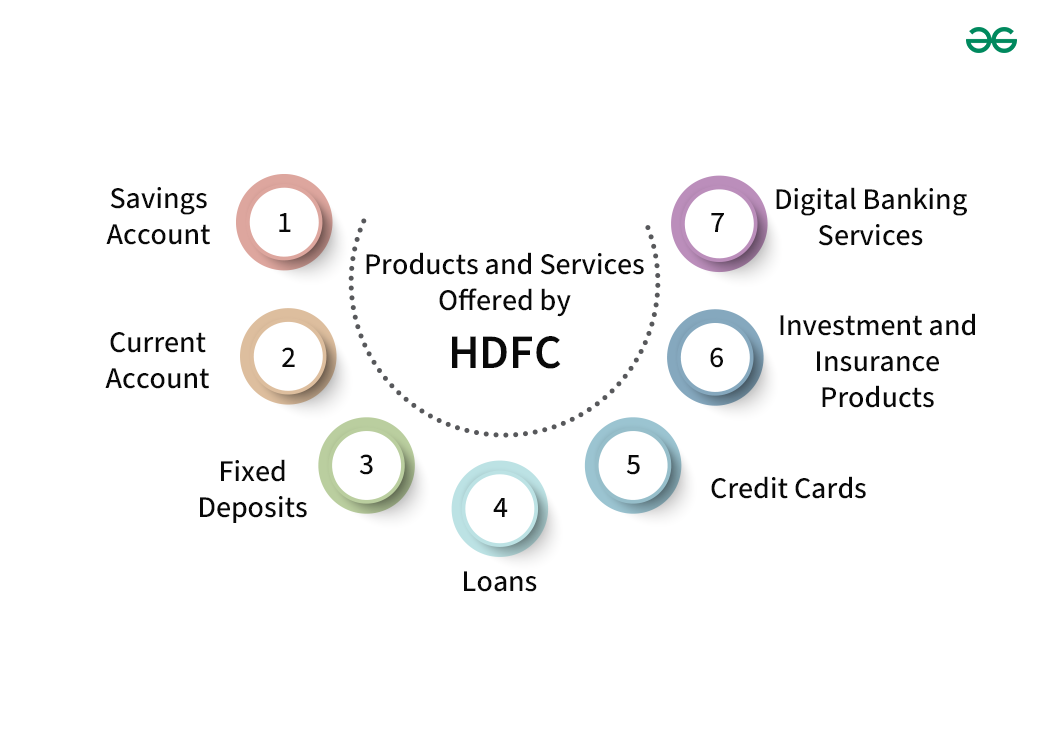 Products and Services
Offered by
HDFC
1
Savings
Account
2
Current
Account
3
Fixed
Deposits
4
Loans
5
Credit Cards
6
Investment and
Insurance
Products
7
Digital Banking
Services